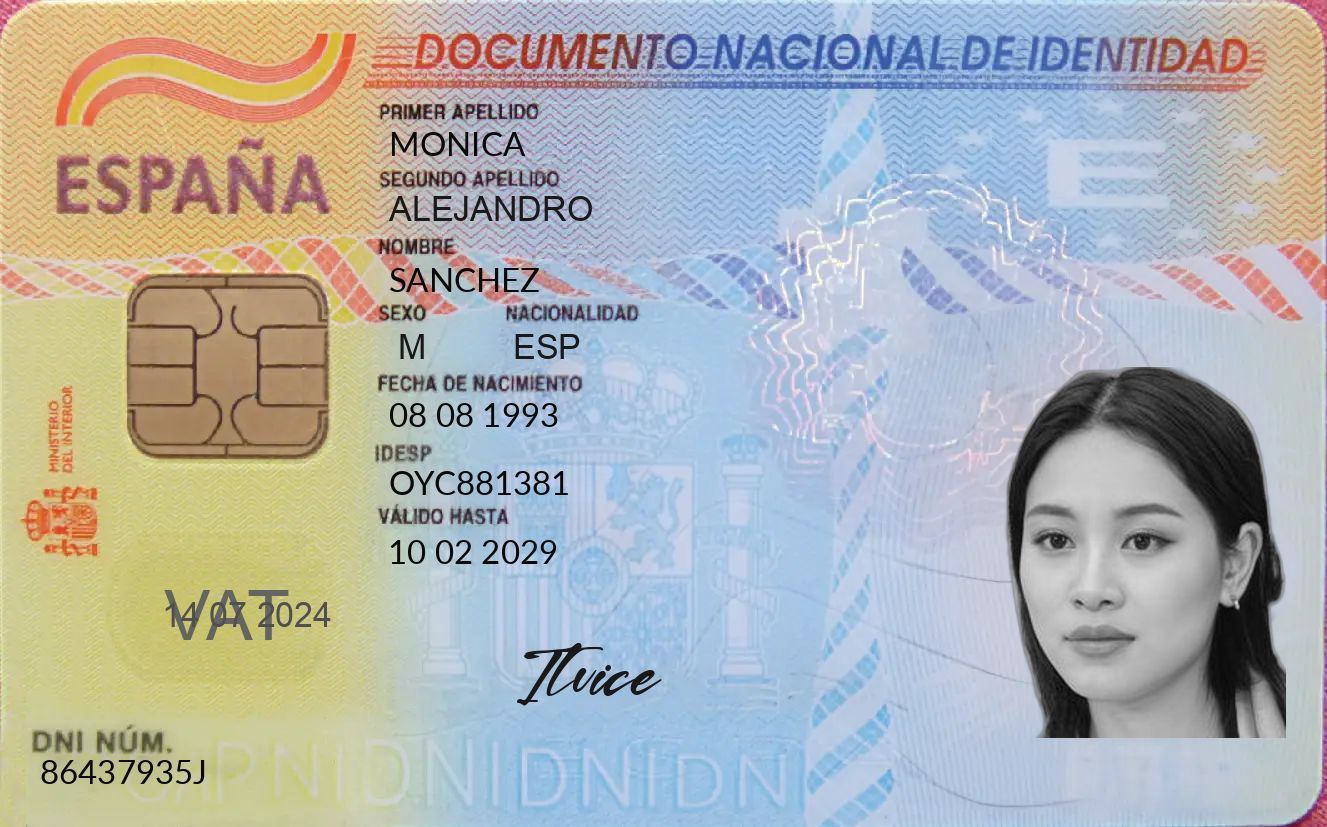 DOCUMENTO NACIONAL DE IDENTIDAD
ESPAÑA
PRIMER APELLIDO
MONICA
SEGUNDO APELLIDO
ALEJANDRO
NOMBRE
SANCHEZ
SEXO NACIONALIDAD
M ESP
FECHA DE NACIMIENTO
08 08 1993
IDESP
OYC881381
VÁLIDO HASTA
10 02 2029
MINISTERIO
DEL INTERIOR
E
VAT
14 07 2024
Itvice
DNI NÚM.
86437935J
DNIDNIDNIDN